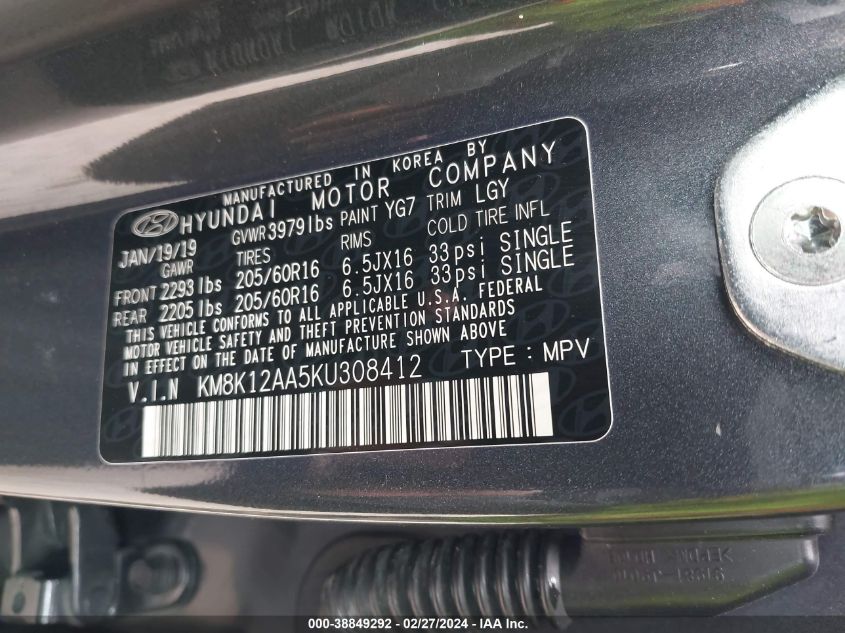 MANUFACTURED IN KOREA BY
HYUNDAI MOTOR COMPANY
JAN/19/19 GVWR 3979lbs PAINT YG7 TRIM LGY
GAWR TIRES RIMS COLD TIRE INFL
FRONT 2293 lbs 205/60R16 6.5JX16 33psi SINGLE
REAR 2205 lbs 205/60R16 6.5JX16 33psi SINGLE
THIS VEHICLE CONFORMS TO ALL APPLICABLE U.S.A. FEDERAL
MOTOR VEHICLE SAFETY AND THEFT PREVENTION STANDARDS
IN EFFECT ON THE DATE OF MANUFACTURE SHOWN ABOVE
V.I.N KM8K12AA5KU308412 TYPE : MPV
000-38849292 - 02/27/2024 - IAA, Inc.